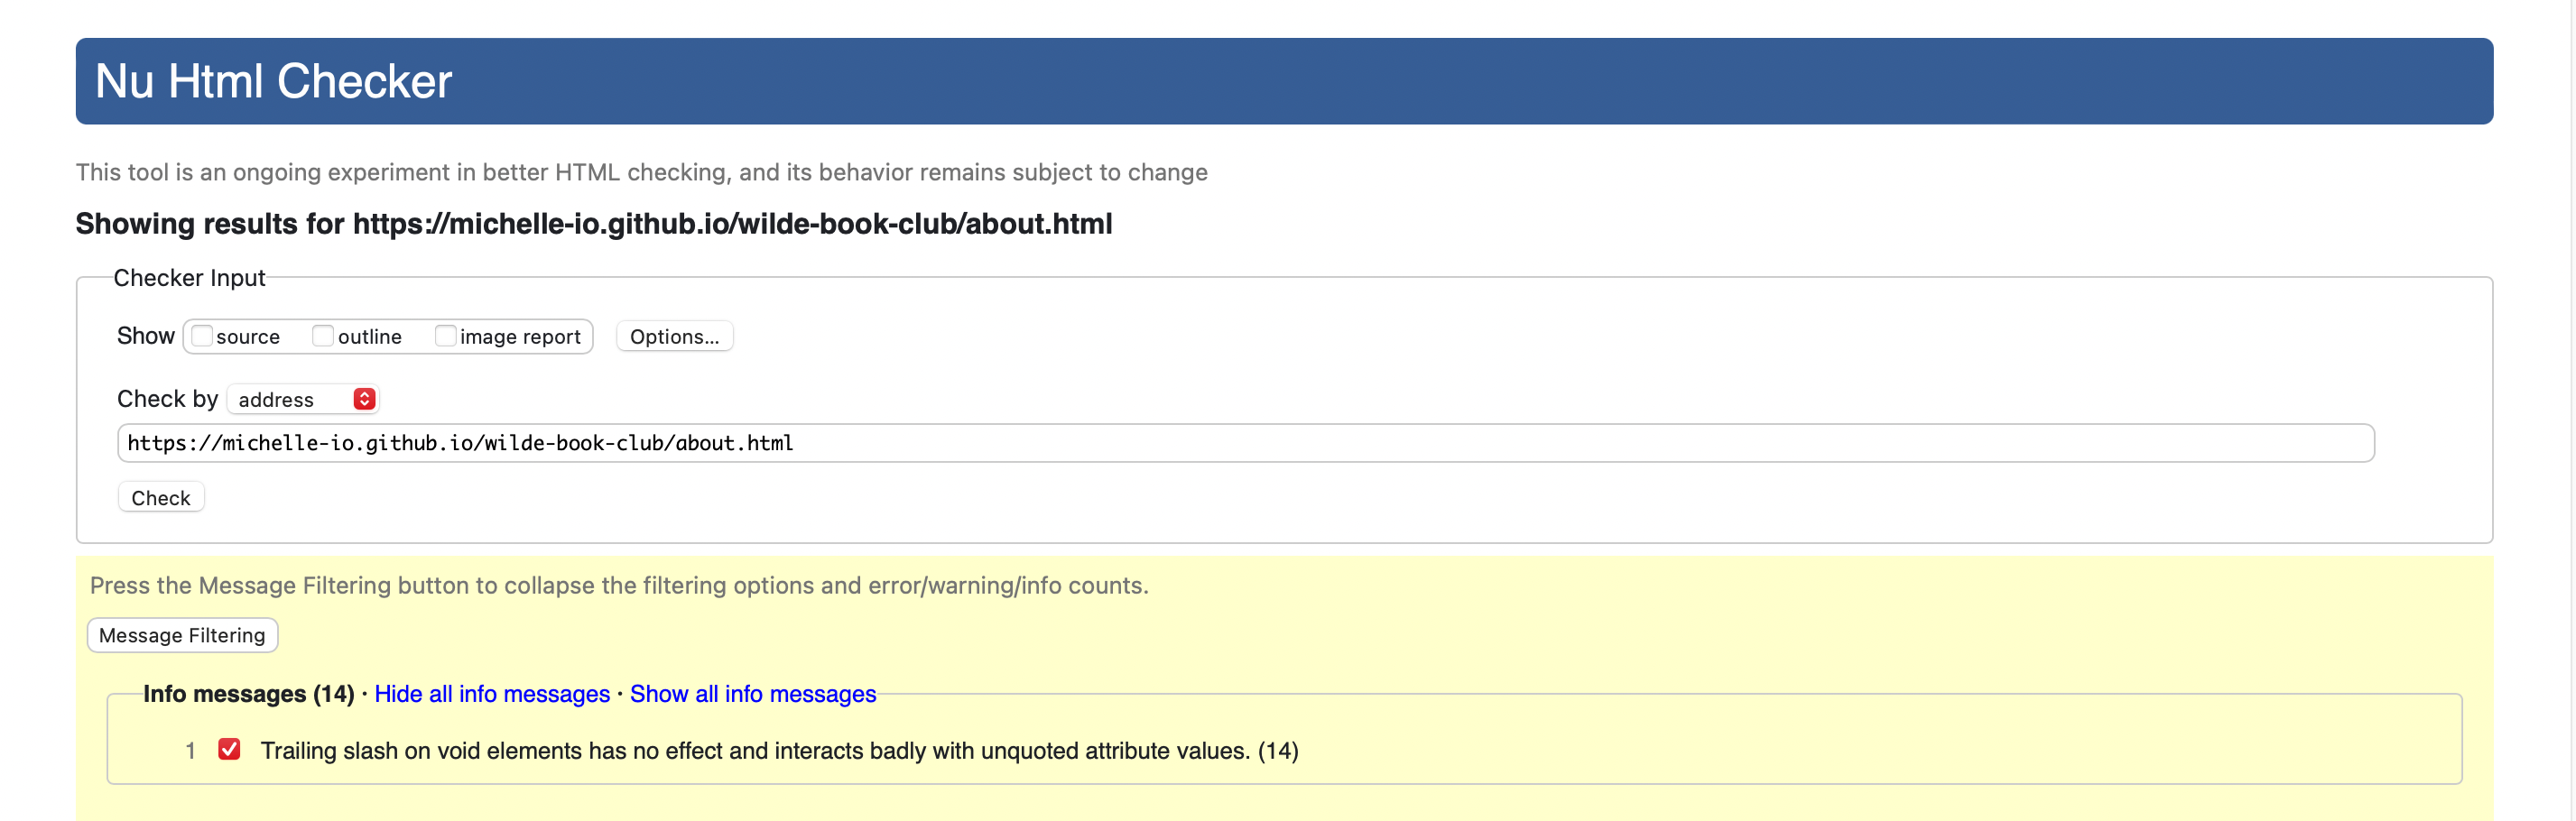 Nu Html Checker
This tool is an ongoing experiment in better HTML checking, and its behavior remains subject to change
Showing results for https://michelle-io.github.io/wilde-book-club/about.html
Checker Input
Show source outline image report Options...
Check by address
https://michelle-io.github.io/wilde-book-club/about.html
Check
Press the Message Filtering button to collapse the filtering options and error/warning/info counts.
Message Filtering
Info messages (14) · Hide all info messages · Show all info messages
1 Trailing slash on void elements has no effect and interacts badly with unquoted attribute values. (14)